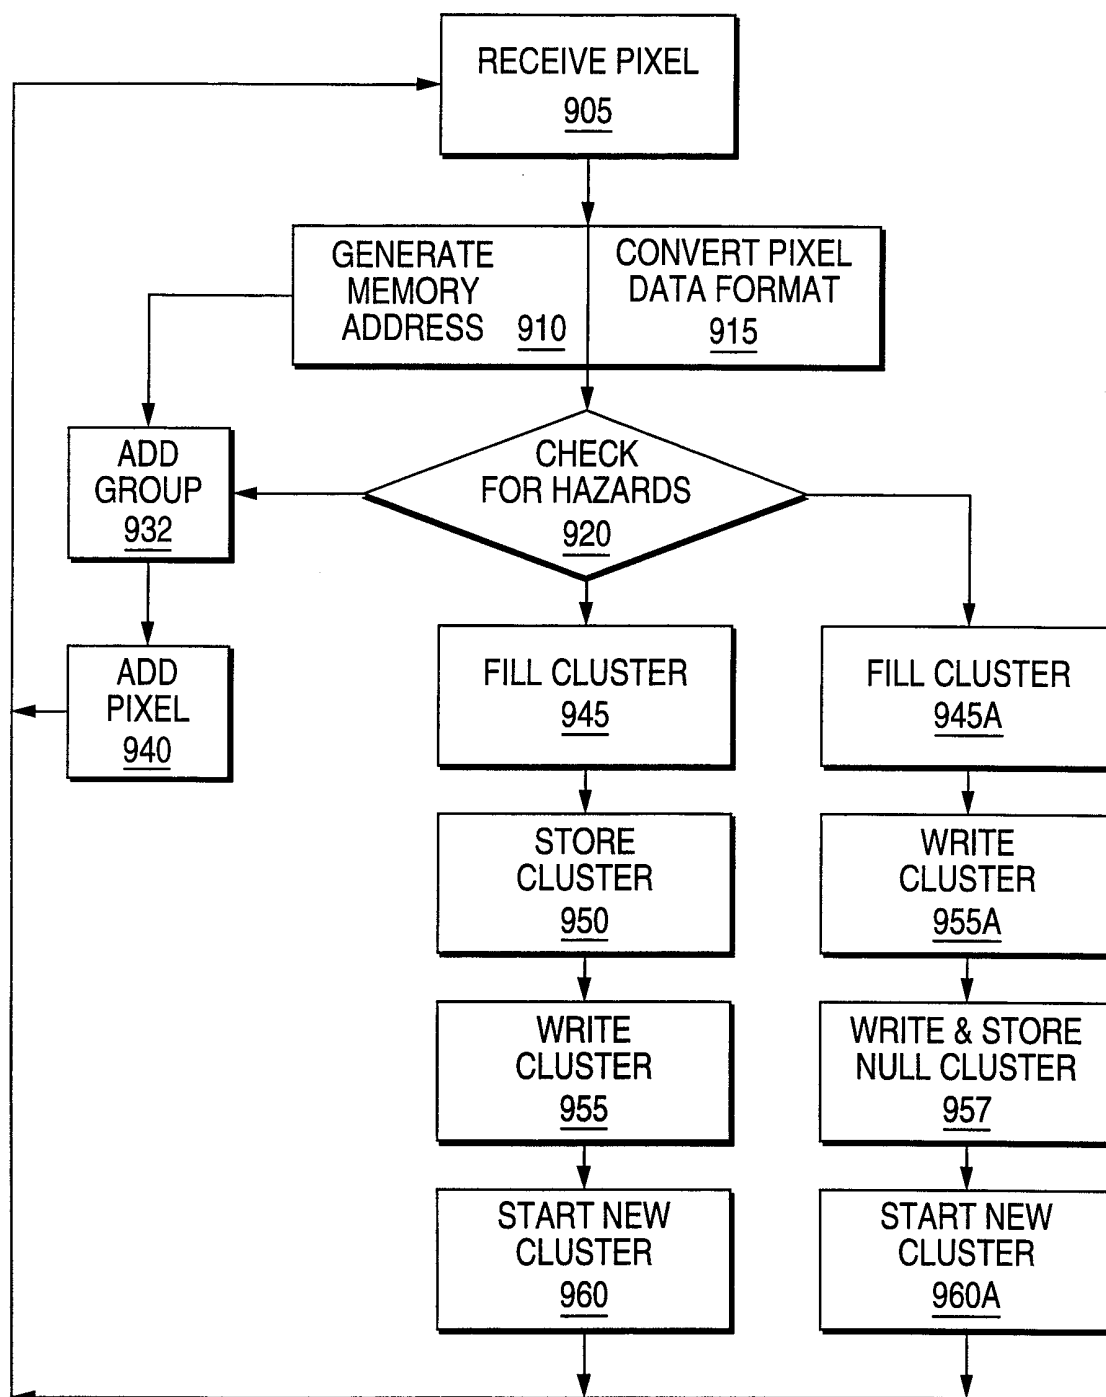 RECEIVE PIXEL
905
GENERATE
MEMORY
ADDRESS 910
CONVERT PIXEL
DATA FORMAT
915
CHECK
FOR HAZARDS
920
ADD
GROUP
932
ADD
PIXEL
940
FILL CLUSTER
945
STORE
CLUSTER
950
WRITE
CLUSTER
955
START NEW
CLUSTER
960
FILL CLUSTER
945A
WRITE
CLUSTER
955A
WRITE & STORE
NULL CLUSTER
957
START NEW
CLUSTER
960A